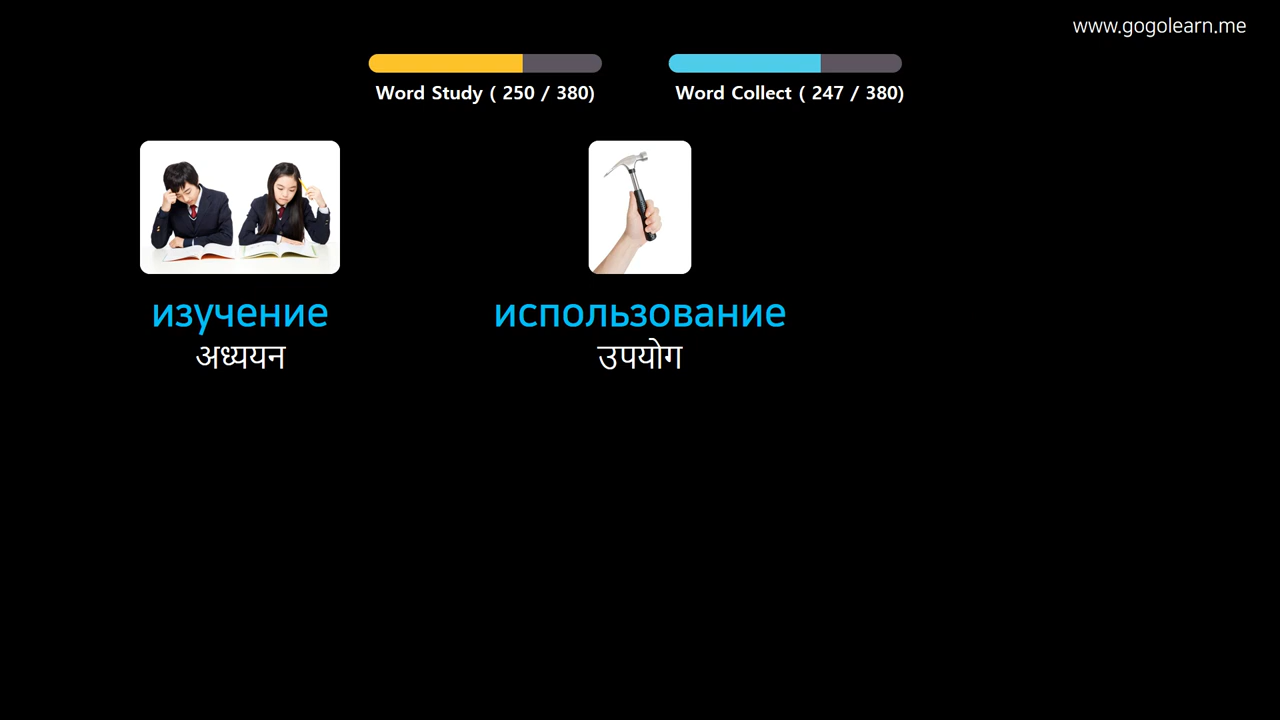 www.gogolearn.me
Word Study ( 250 / 380)
Word Collect ( 247 / 380)
изучение
अध्ययन
использование
उपयोग